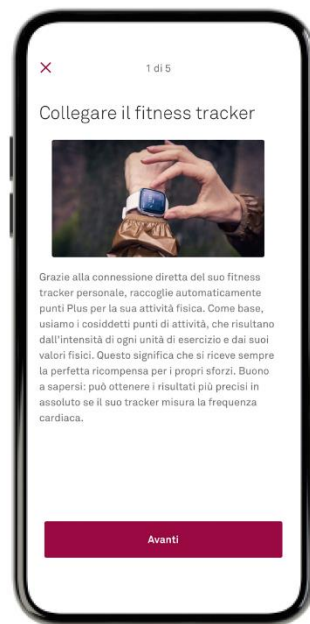 1 di 5
Collegare il fitness tracker
Grazie alla connessione diretta del suo fitness
tracker personale, raccoglie automaticamente
punti Plus per la sua attività fisica. Come base,
usiamo i cosiddetti punti di attività, che risultano
dall'intensità di ogni unità di esercizio e dai suoi
valori fisici. Questo significa che si riceve sempre
la perfetta ricompensa per i propri sforzi. Buono
a sapersi: può ottenere i risultati più precisi in
assoluto se il suo tracker misura la frequenza
cardiaca.
Avanti